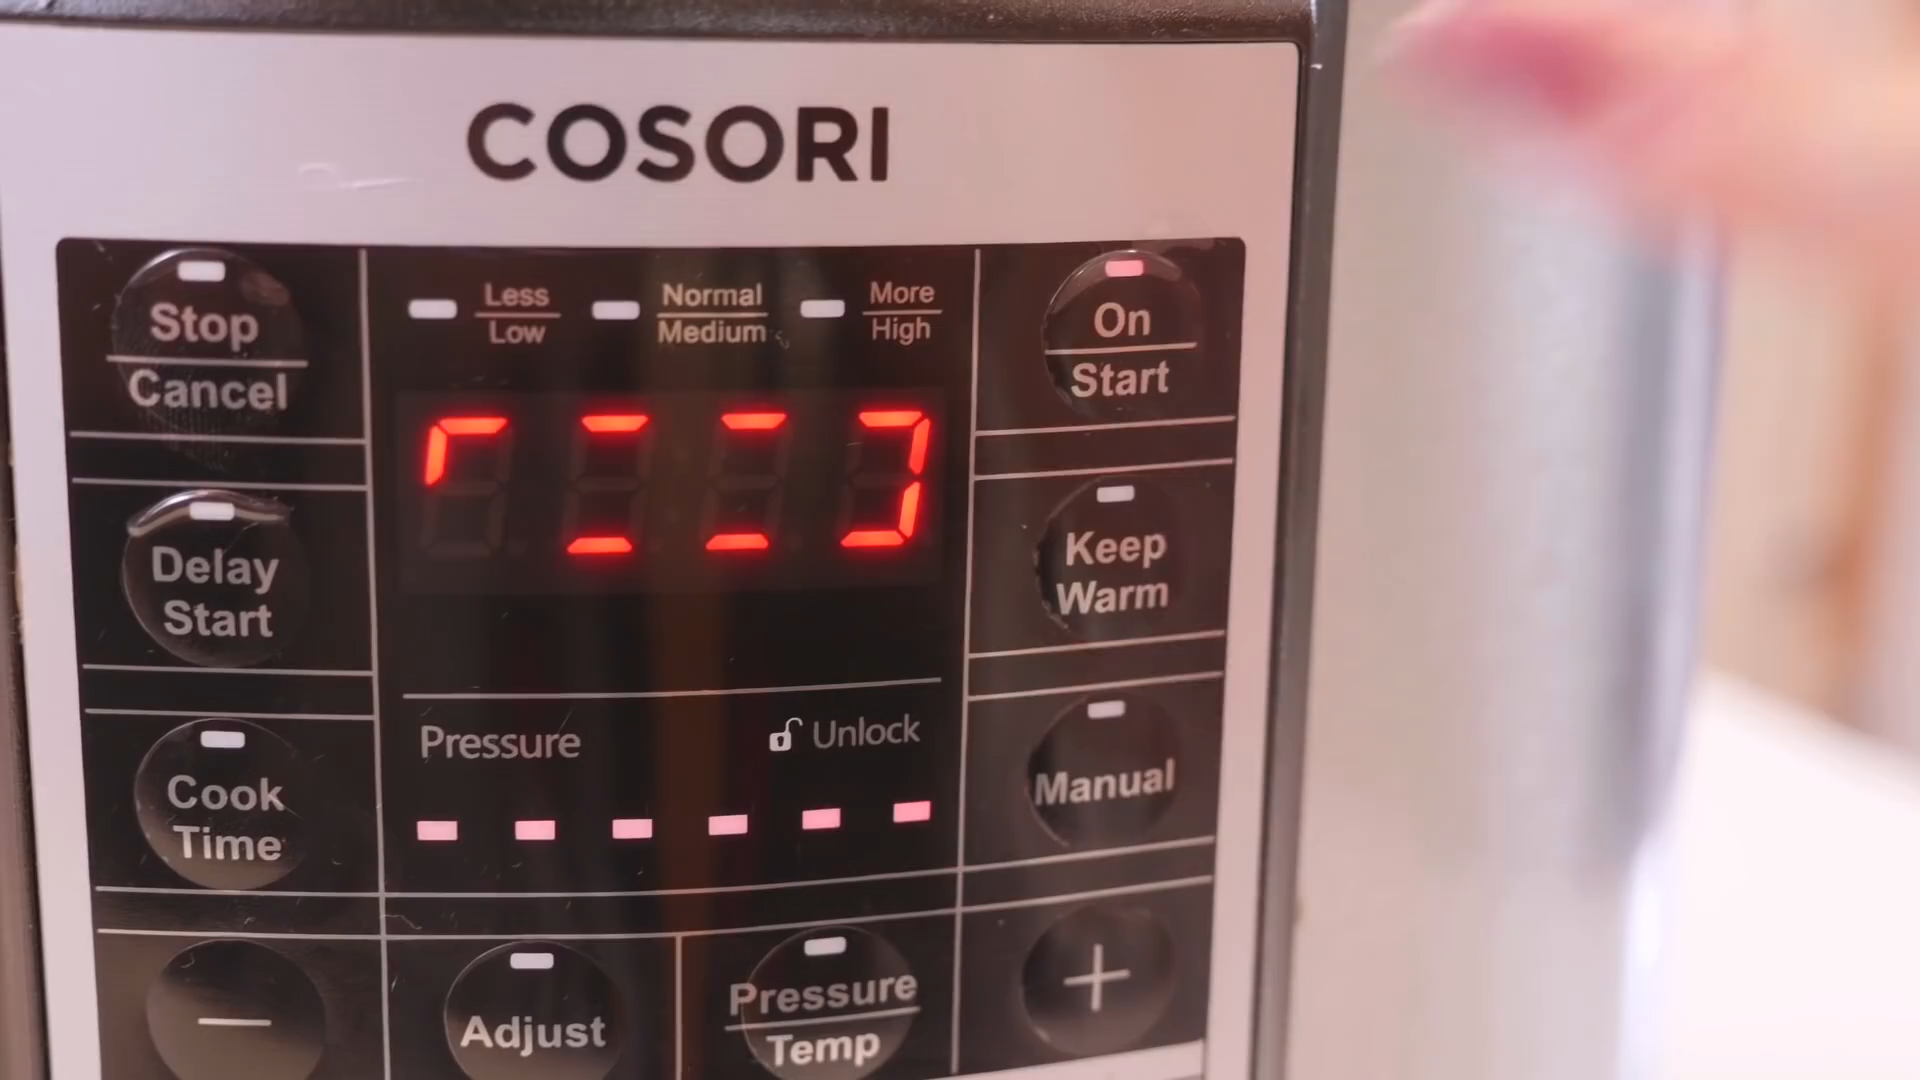 COSORI
Stop
Cancel
Less
Low
Normal
Medium
More
High
On
Start
Delay
Start
Keep
Warm
Pressure
Unlock
Cook
Time
Manual
−
Adjust
Pressure
Temp
+